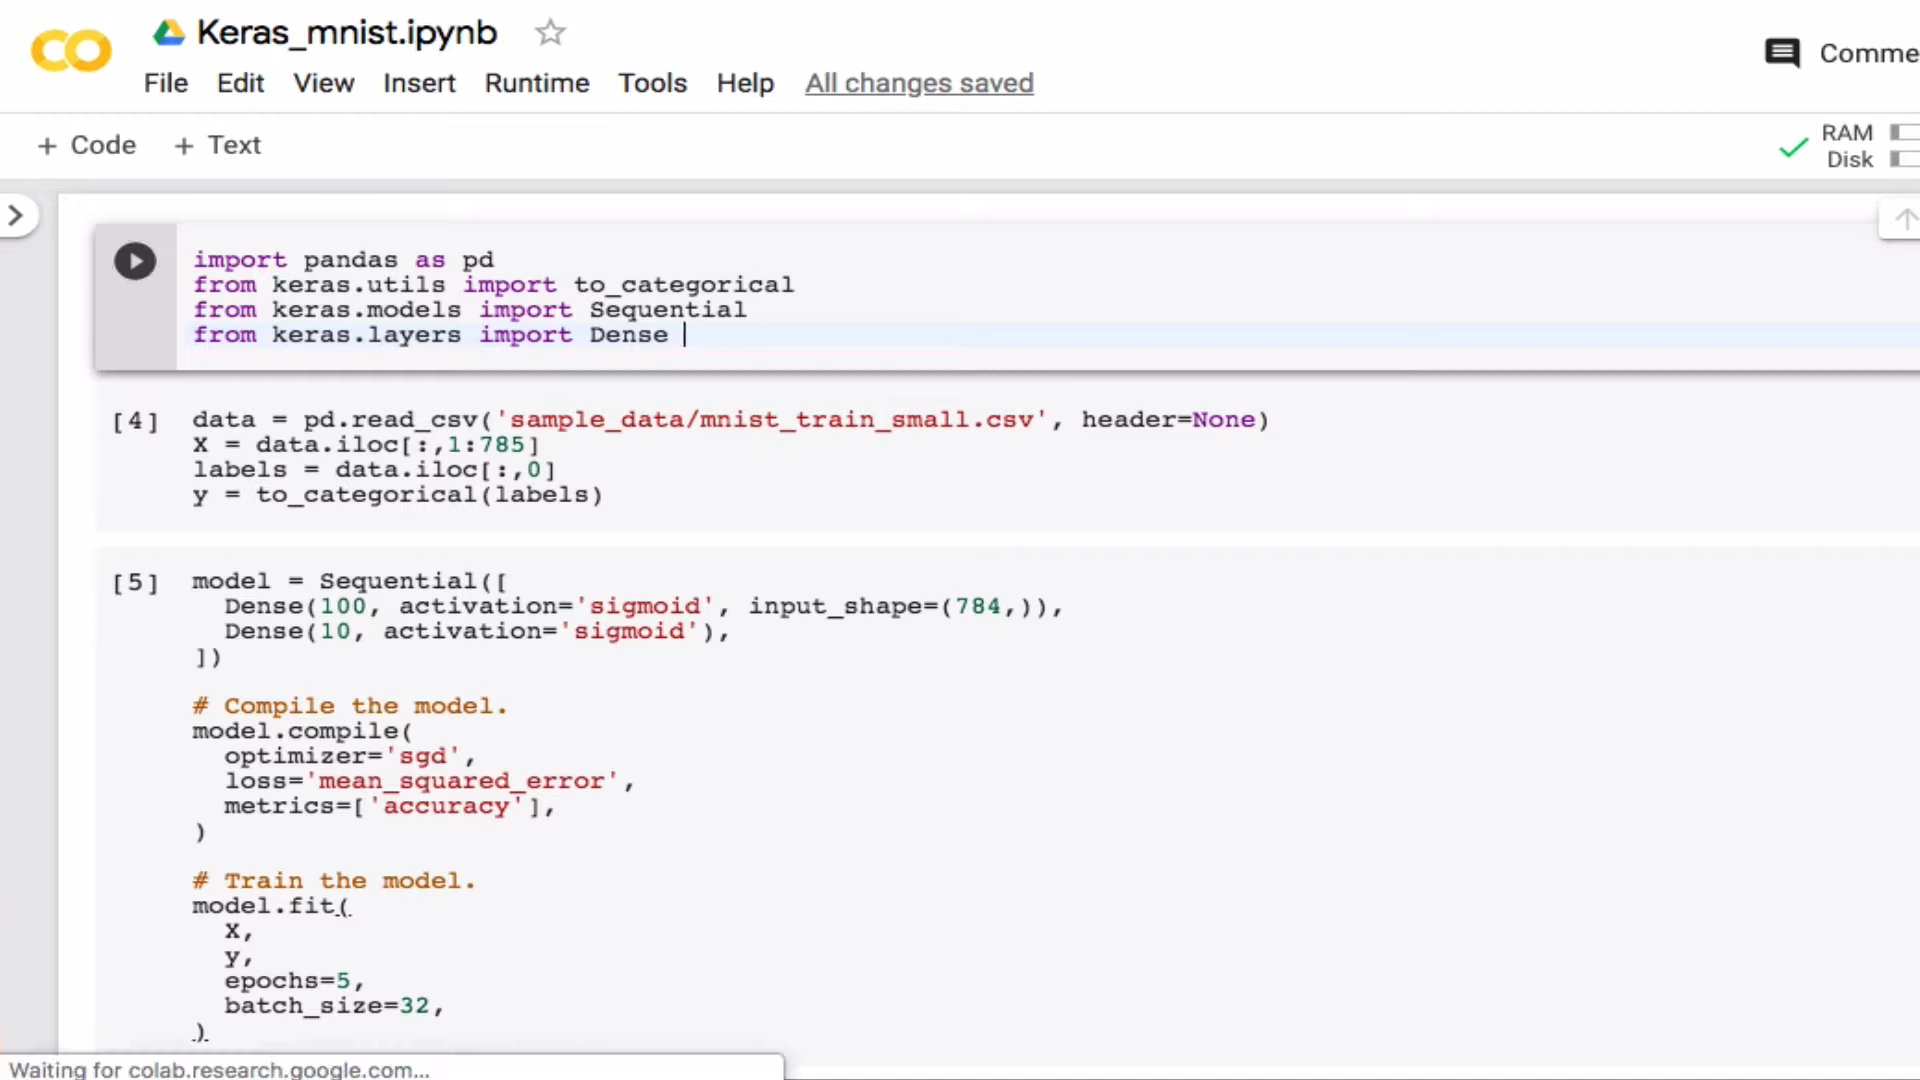 Keras_mnist.ipynb
Comme
File Edit View Insert Runtime Tools Help All changes saved
+ Code + Text
RAM
Disk
import pandas as pd
from keras.utils import to_categorical
from keras.models import Sequential
from keras.layers import Dense
[4] data = pd.read_csv('sample_data/mnist_train_small.csv', header=None)
X = data.iloc[:,1:785]
labels = data.iloc[:,0]
y = to_categorical(labels)
[5] model = Sequential([
Dense(100, activation='sigmoid', input_shape=(784,)),
Dense(10, activation='sigmoid'),
])
# Compile the model.
model.compile(
optimizer='sgd',
loss='mean_squared_error',
metrics=['accuracy'],
)
# Train the model.
model.fit(
X,
y,
epochs=5,
batch_size=32,
)
Waiting for colab.research.google.com...